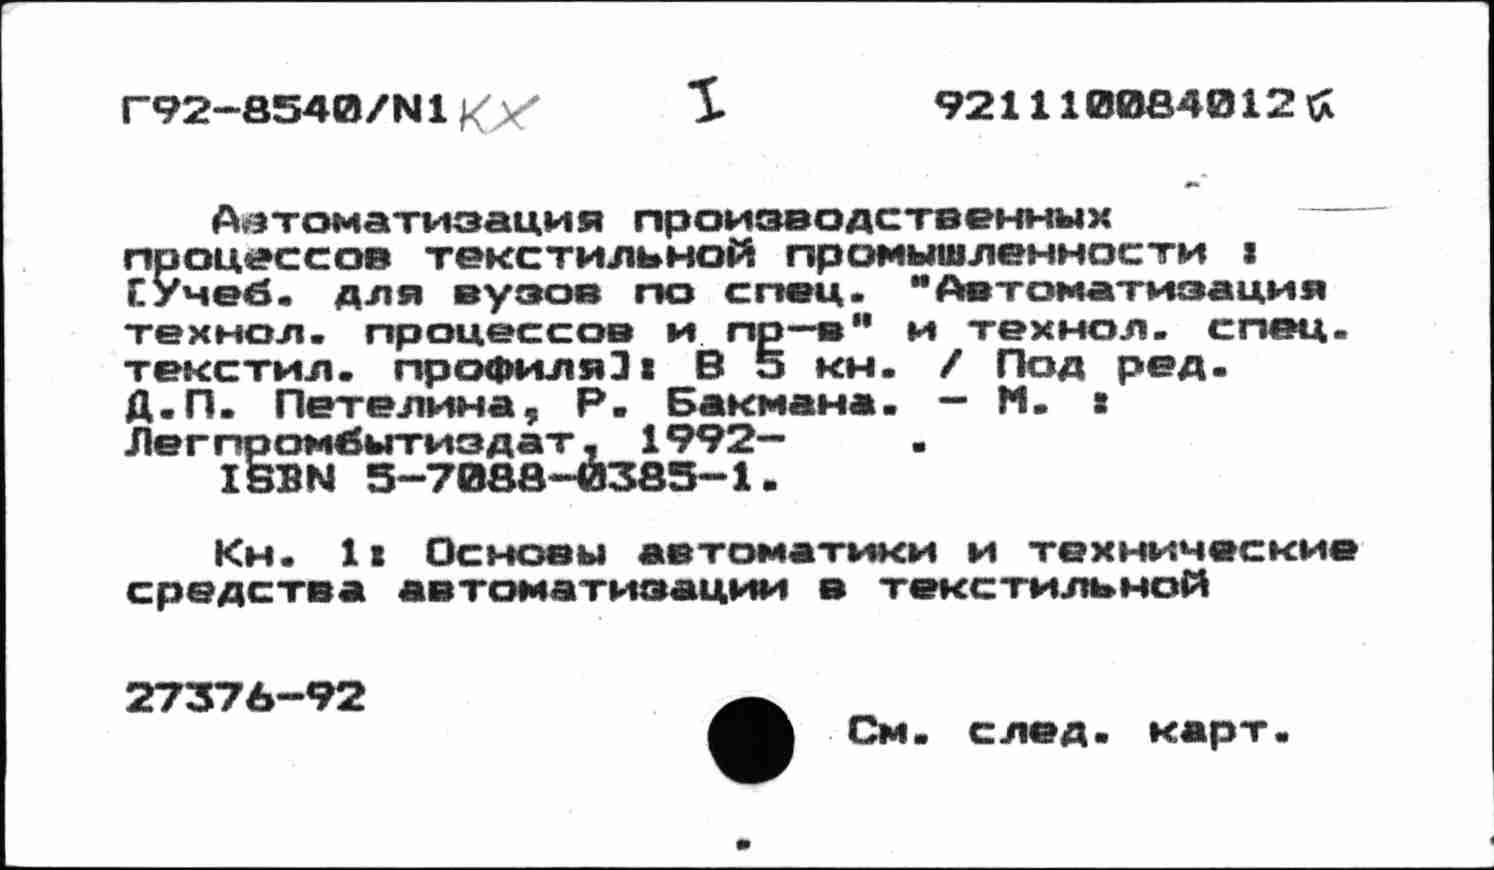 Г92-8540/N1 КХ I 921110084012
Автоматизация производственных
процессов текстильной промышленности :
[Учеб. для вузов по спец. "Автоматизация
технол. процессов и пр-в" и технол. спец.
текстил. профиля]: В 5 кн. / Под ред.
Д.П. Петелина, Р. Бакмана. - М. :
Легпромбытиздат, 1992- .
ISBN 5-7088-0385-1.
Кн. 1: Основы автоматики и технические
средства автоматизации в текстильной
27376-92
См. след. карт.